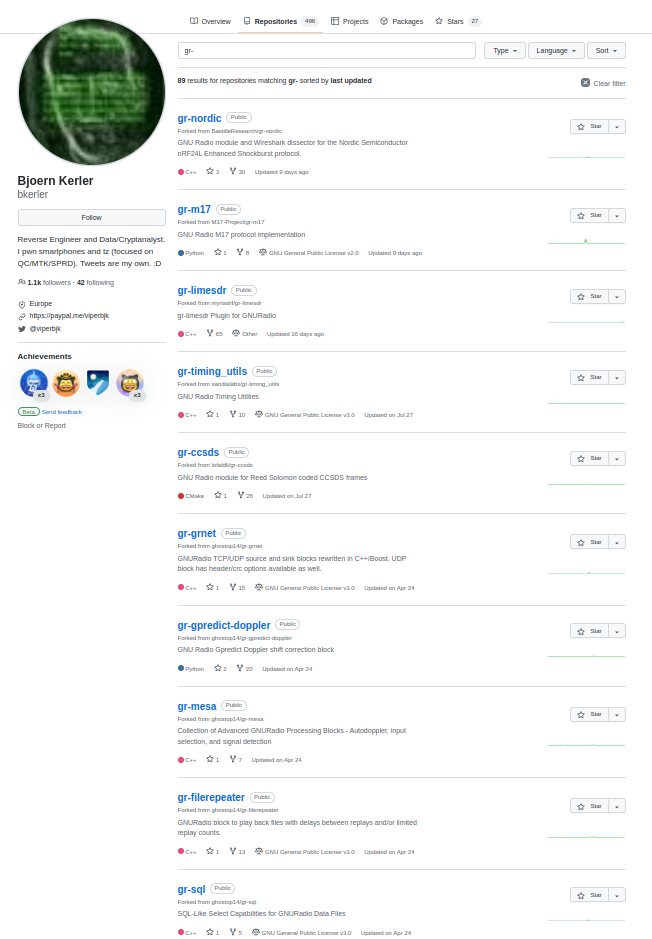 Overview Repositories 496 Projects Packages Stars 27
gr-
Type Language Sort
89 results for repositories matching gr- sorted by last updated
Clear filter
Bjoern Kerler
bkerler
Follow
Reverse Engineer and Data/Cryptanalyst.
I pwn smartphones and tz (focused on
QC/MTK/SPRD). Tweets are my own. :D
1.1k followers · 42 following
Europe
https://paypal.me/viperbjk
@viperbjk
Achievements
x3 x3
Beta Send feedback
Block or Report
gr-nordic Public
Star
Forked from BastilleResearch/gr-nordic
GNU Radio module and Wireshark dissector for the Nordic Semiconductor
nRF24L Enhanced Shockburst protocol.
C++ 3 30 Updated 9 days ago
gr-m17 Public
Star
Forked from M17-Project/gr-m17
GNU Radio M17 protocol implementation
Python 1 8 GNU General Public License v2.0 Updated 9 days ago
gr-limesdr Public
Star
Forked from myriadrf/gr-limesdr
gr-limesdr Plugin for GNURadio
C++ 65 Other Updated 16 days ago
gr-timing_utils Public
Star
Forked from sandialabs/gr-timing_utils
GNU Radio Timing Utilties
C++ 1 10 GNU General Public License v3.0 Updated on Jul 27
gr-ccsds Public
Star
Forked from lofaldli/gr-ccsds
GNU Radio module for Reed Solomon coded CCSDS frames
CMake 1 28 Updated on Jul 27
gr-grnet Public
Star
Forked from ghostop14/gr-grnet
GNURadio TCP/UDP source and sink blocks rewritten in C++/Boost. UDP
block has header/crc options available as well.
C++ 1 15 GNU General Public License v3.0 Updated on Apr 24
gr-gpredict-doppler Public
Star
Forked from ghostop14/gr-gpredict-doppler
GNU Radio Gpredict Doppler shift correction block
Python 2 20 Updated on Apr 24
gr-mesa Public
Star
Forked from ghostop14/gr-mesa
Collection of Advanced GNURadio Processing Blocks - Autodoppler, input
selection, and signal detection
C++ 1 7 Updated on Apr 24
gr-filerepeater Public
Star
Forked from ghostop14/gr-filerepeater
GNURadio block to play back files with delays between replays and/or limited
replay counts.
C++ 1 13 GNU General Public License v3.0 Updated on Apr 24
gr-sql Public
Star
Forked from ghostop14/gr-sql
SQL-Like Select Capabilities for GNURadio Data Files
C++ 1 5 GNU General Public License v3.0 Updated on Apr 24